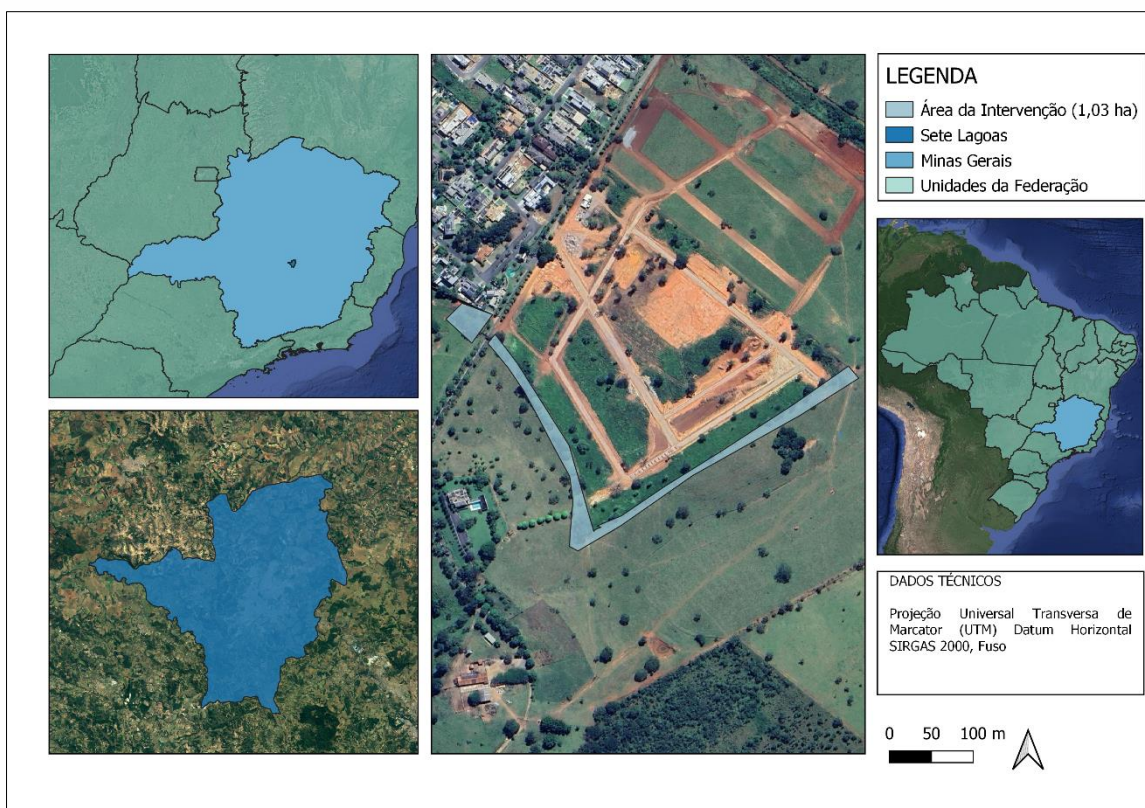 LEGENDA
Área da Intervenção (1,03 ha)
Sete Lagoas
Minas Gerais
Unidades da Federação
DADOS TÉCNICOS
Projeção Universal Transversa de
Marcator (UTM) Datum Horizontal
SIRGAS 2000, Fuso
0 50 100 m